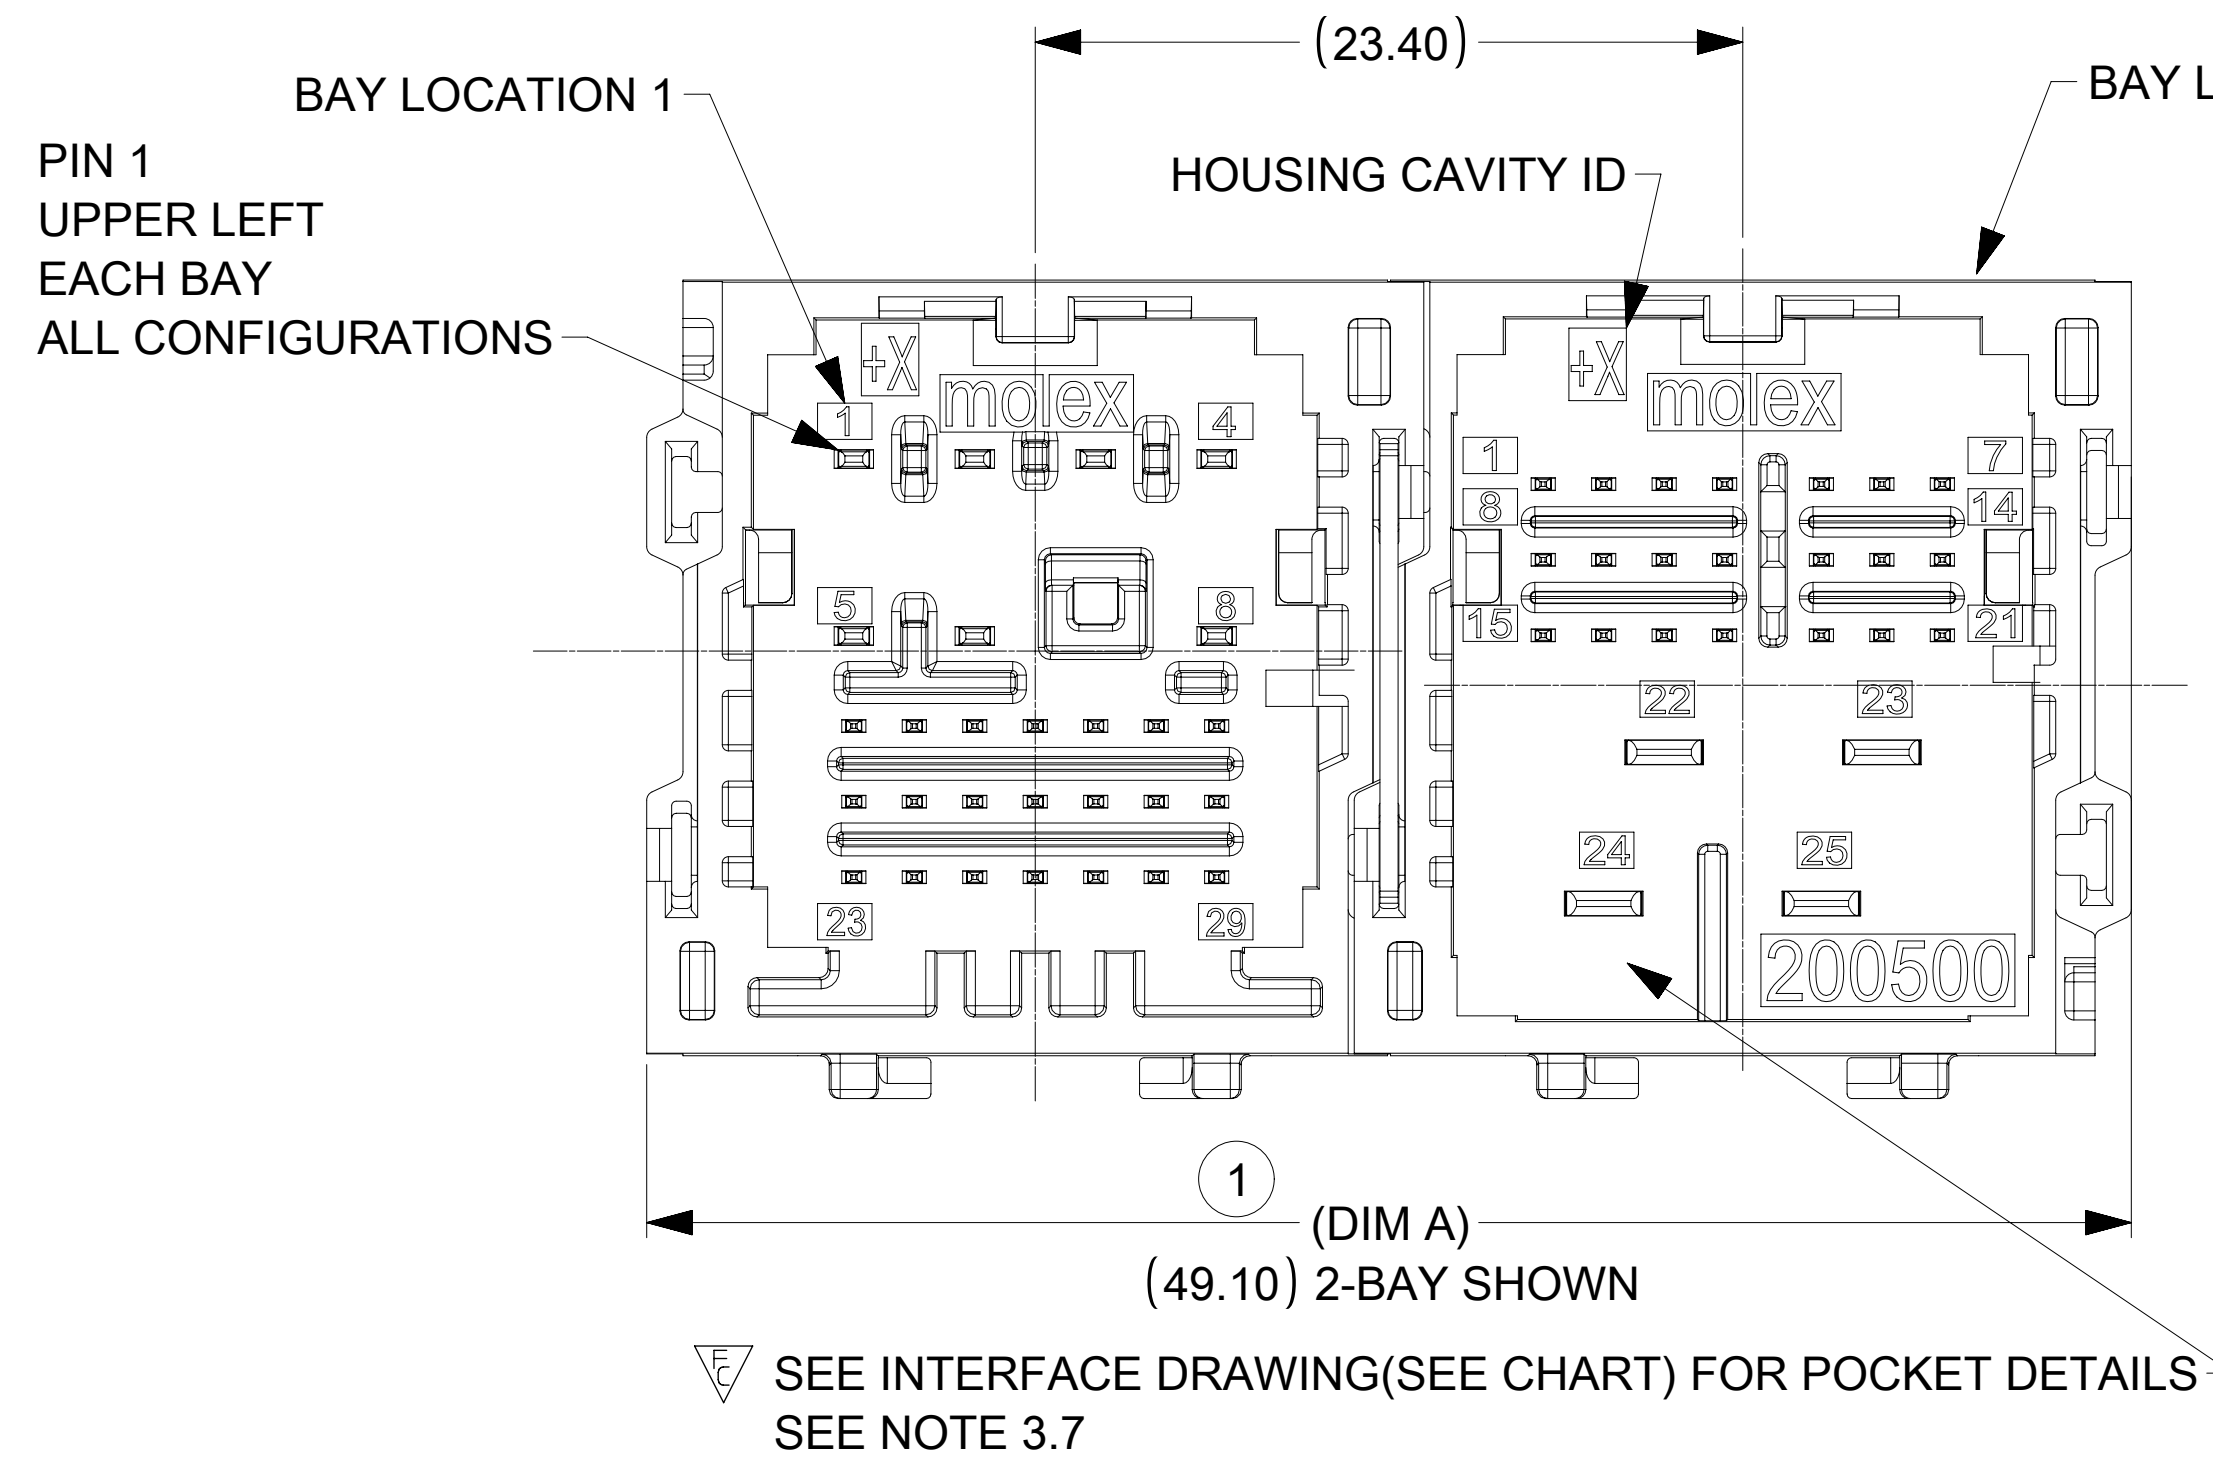 (23.40)
BAY LOCATION 1
BAY L
PIN 1
UPPER LEFT
EACH BAY
ALL CONFIGURATIONS
HOUSING CAVITY ID
+X
+X
molex
molex
1
4
1
7
8
14
5
8
15
21
22
23
24
25
23
29
200500
1
(DIM A)
(49.10) 2-BAY SHOWN
FC SEE INTERFACE DRAWING(SEE CHART) FOR POCKET DETAILS
SEE NOTE 3.7